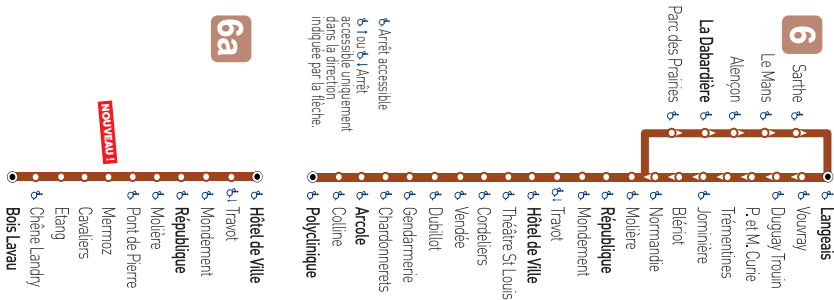 6
Langeais
Vouvray
Duguay Trouin
P. et M. Curie
Trémentines
Jominière
Blériot
Normandie
Molière
République
Mondement
Travot
Hôtel de Ville
Théâtre St Louis
Cordeliers
Vendée
Dubillot
Gendarmerie
Chardonnerets
Arcole
Colline
Polyclinique
Sarthe
Le Mans
Alençon
La Dabardière
Parc des Prairies
Arrêt accessible
↑ ou ↓ Arrêt
accessible uniquement
dans la direction
indiquée par la flèche.
6a
Hôtel de Ville
↓ Travot
Mondement
République
Molière
Pont de Pierre
Mermoz
NOUVEAU !
Cavaliers
Etang
Chêne Landry
Bois Lavau